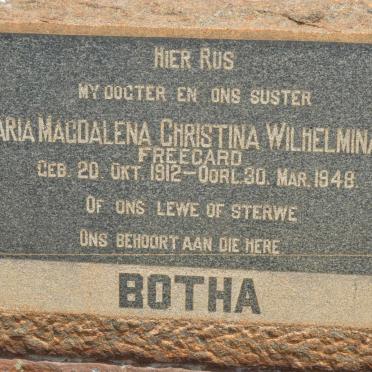 HIER RUS
MY DOGTER EN ONS SUSTER
ARIA MAGDALENA CHRISTINA WILHELMINA
FREEGARD
GEB. 20. OKT. 1912–OORL. 30. MAR. 1948.
OF ONS LEWE OF STERWE
ONS BEHOORT AAN DIE HERE
BOTHA